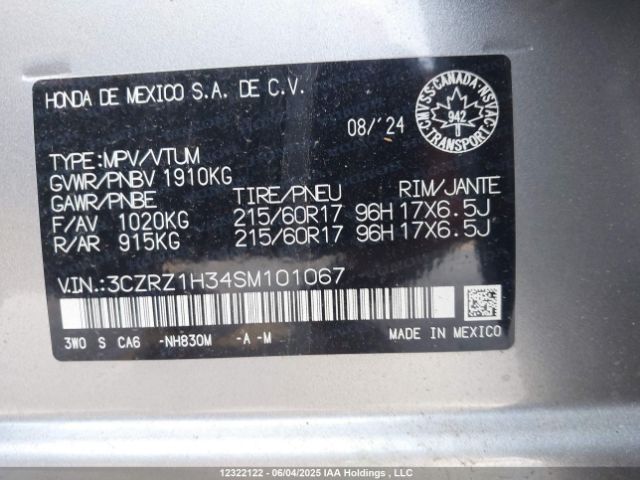 HONDA DE MEXICO S.A. DE C.V.
08/'24
CMVSS-CANADA-NSVAC
942
TRANSPORT
TYPE:MPV/VTUM
GVWR/PNBV 1910KG
GAWR/PNBE TIRE/PNEU RIM/JANTE
F/AV 1020KG 215/60R17 96H 17X6.5J
R/AR 915KG 215/60R17 96H 17X6.5J
V.IN.:3CZRZ1H34SM101067
3W0 S CA6 -NH830M -A -M
MADE IN MEXICO
12322122 - 06/04/2025 IAA Holdings , LLC